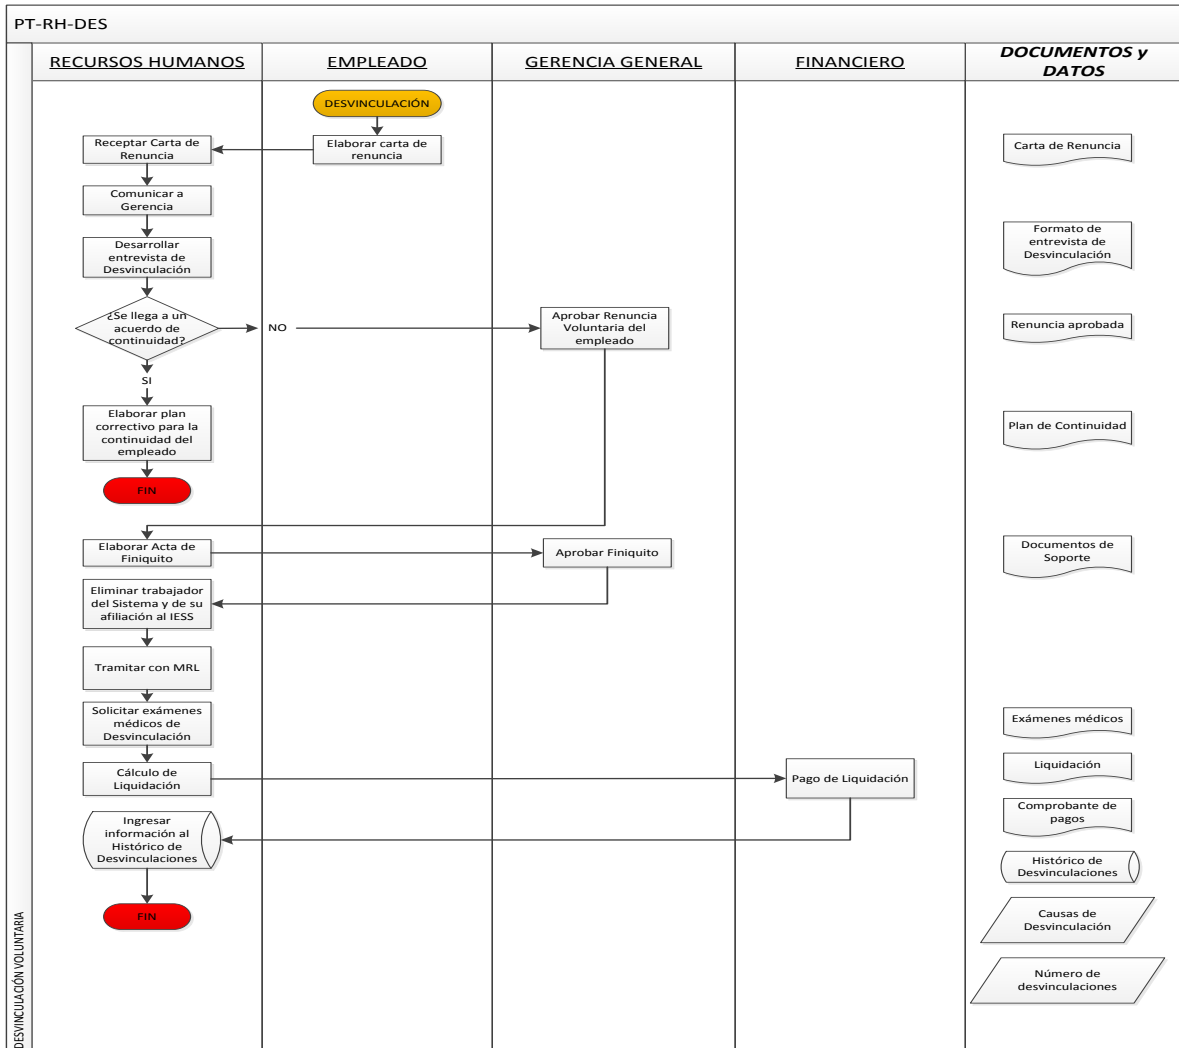 PT-RH-DES
RECURSOS HUMANOS
EMPLEADO
GERENCIA GENERAL
FINANCIERO
DOCUMENTOS y
DATOS
DESVINCULACIÓN
Elaborar carta de
renuncia
Receptar Carta de
Renuncia
Carta de Renuncia
Comunicar a
Gerencia
Desarrollar
entrevista de
Desvinculación
Formato de
entrevista de
Desvinculación
¿Se llega a un
acuerdo de
continuidad?
NO
Aprobar Renuncia
Voluntaria del
empleado
Renuncia aprobada
SI
Elaborar plan
correctivo para la
continuidad del
empleado
Plan de Continuidad
FIN
Elaborar Acta de
Finiquito
Aprobar Finiquito
Documentos de
Soporte
Eliminar trabajador
del Sistema y de su
afiliación al IESS
Tramitar con MRL
Solicitar exámenes
médicos de
Desvinculación
Exámenes médicos
Cálculo de
Liquidación
Pago de Liquidación
Liquidación
Comprobante de
pagos
Ingresar
información al
Histórico de
Desvinculaciones
Histórico de
Desvinculaciones
FIN
Causas de
Desvinculación
Número de
desvinculaciones
DESVINCULACIÓN VOLUNTARIA